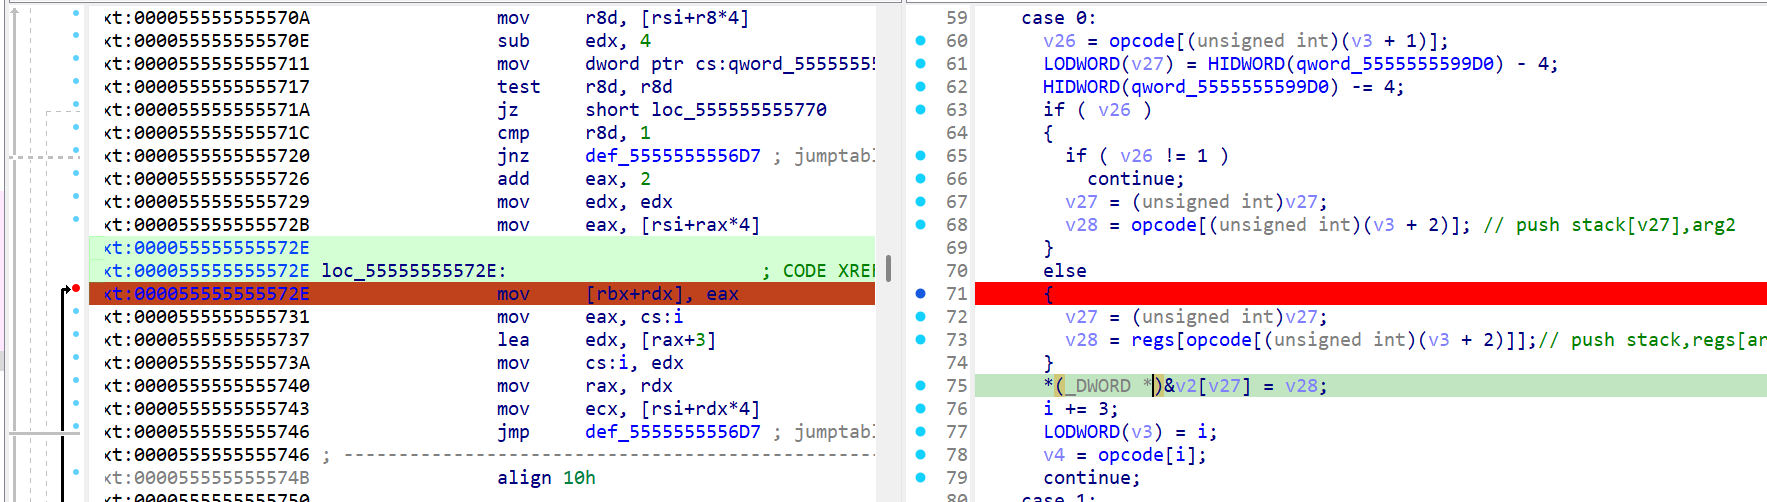 xt:000055555555570A mov r8d, [rsi+r8*4]
xt:000055555555570E sub edx, 4
xt:0000555555555711 mov dword ptr cs:qword_55555555
xt:0000555555555717 test r8d, r8d
xt:000055555555571A jz short loc_555555555770
xt:000055555555571C cmp r8d, 1
xt:0000555555555720 jnz def_5555555556D7 ; jumptabl
xt:0000555555555726 add eax, 2
xt:0000555555555729 mov edx, edx
xt:000055555555572B mov eax, [rsi+rax*4]
xt:000055555555572E
xt:000055555555572E loc_55555555572E: ; CODE XREF
xt:000055555555572E mov [rbx+rdx], eax
xt:0000555555555731 mov eax, cs:i
xt:0000555555555737 lea edx, [rax+3]
xt:000055555555573A mov cs:i, edx
xt:0000555555555740 mov rax, rdx
xt:0000555555555743 mov ecx, [rsi+rdx*4]
xt:0000555555555746 jmp def_5555555556D7 ; jumptabl
xt:0000555555555746 ; ---------------------------------------------------
xt:000055555555574B align 10h
xt:0000555555555750
59 case 0:
60 v26 = opcode[(unsigned int)(v3 + 1)];
61 LODWORD(v27) = HIDWORD(qword_5555555599D0) - 4;
62 HIDWORD(qword_5555555599D0) -= 4;
63 if ( v26 )
64 {
65 if ( v26 != 1 )
66 continue;
67 v27 = (unsigned int)v27;
68 v28 = opcode[(unsigned int)(v3 + 2)]; // push stack[v27],arg2
69 }
70 else
71 {
72 v27 = (unsigned int)v27;
73 v28 = regs[opcode[(unsigned int)(v3 + 2)]];// push stack,regs[ar
74 }
75 *(_DWORD *)&v2[v27] = v28;
76 i += 3;
77 LODWORD(v3) = i;
78 v4 = opcode[i];
79 continue;
80 case 1: